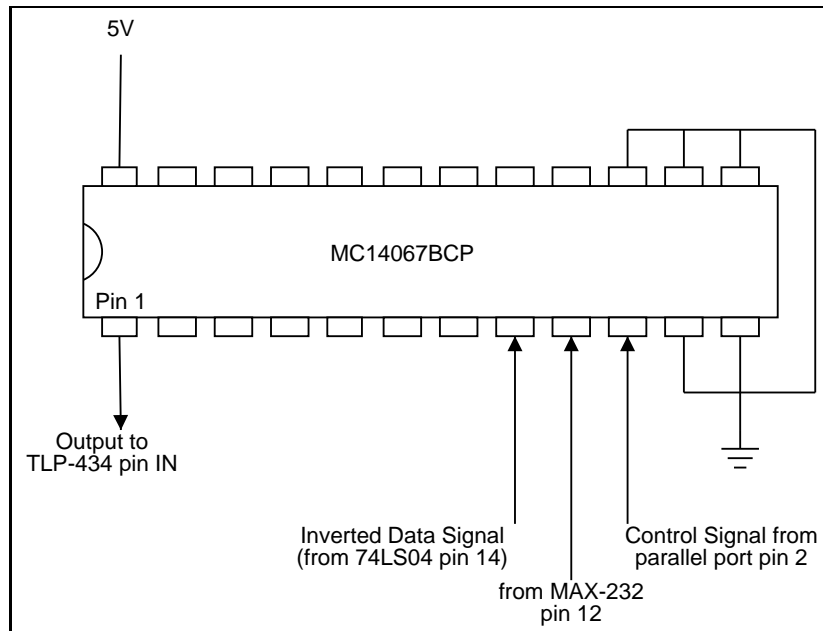 5V
MC14067BCP
Pin 1
Output to
TLP-434 pin IN
Inverted Data Signal
(from 74LS04 pin 14)
Control Signal from
parallel port pin 2
from MAX-232
pin 12